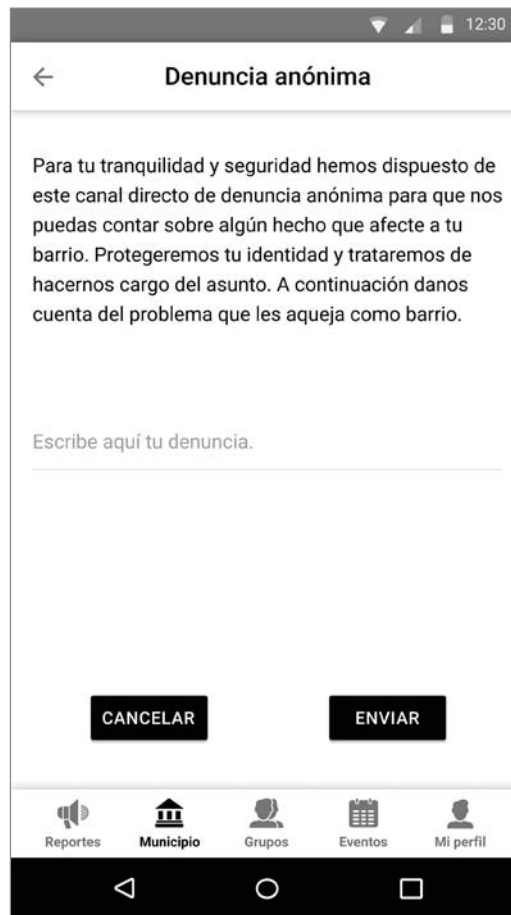 12:30
Denuncia anónima
Para tu tranquilidad y seguridad hemos dispuesto de
este canal directo de denuncia anónima para que nos
puedas contar sobre algún hecho que afecte a tu
barrio. Protegeremos tu identidad y trataremos de
hacernos cargo del asunto. A continuación danos
cuenta del problema que les aqueja como barrio.
Escribe aquí tu denuncia.
CANCELAR ENVIAR
Reportes Municipio Grupos Eventos Mi perfil